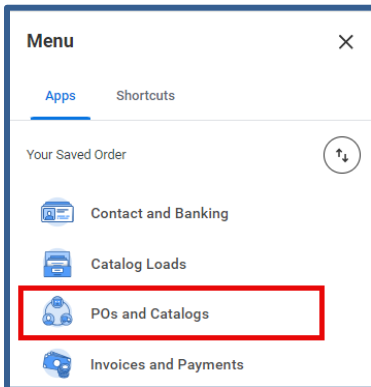 Menu
Apps Shortcuts
Your Saved Order
Contact and Banking
Catalog Loads
POs and Catalogs
Invoices and Payments